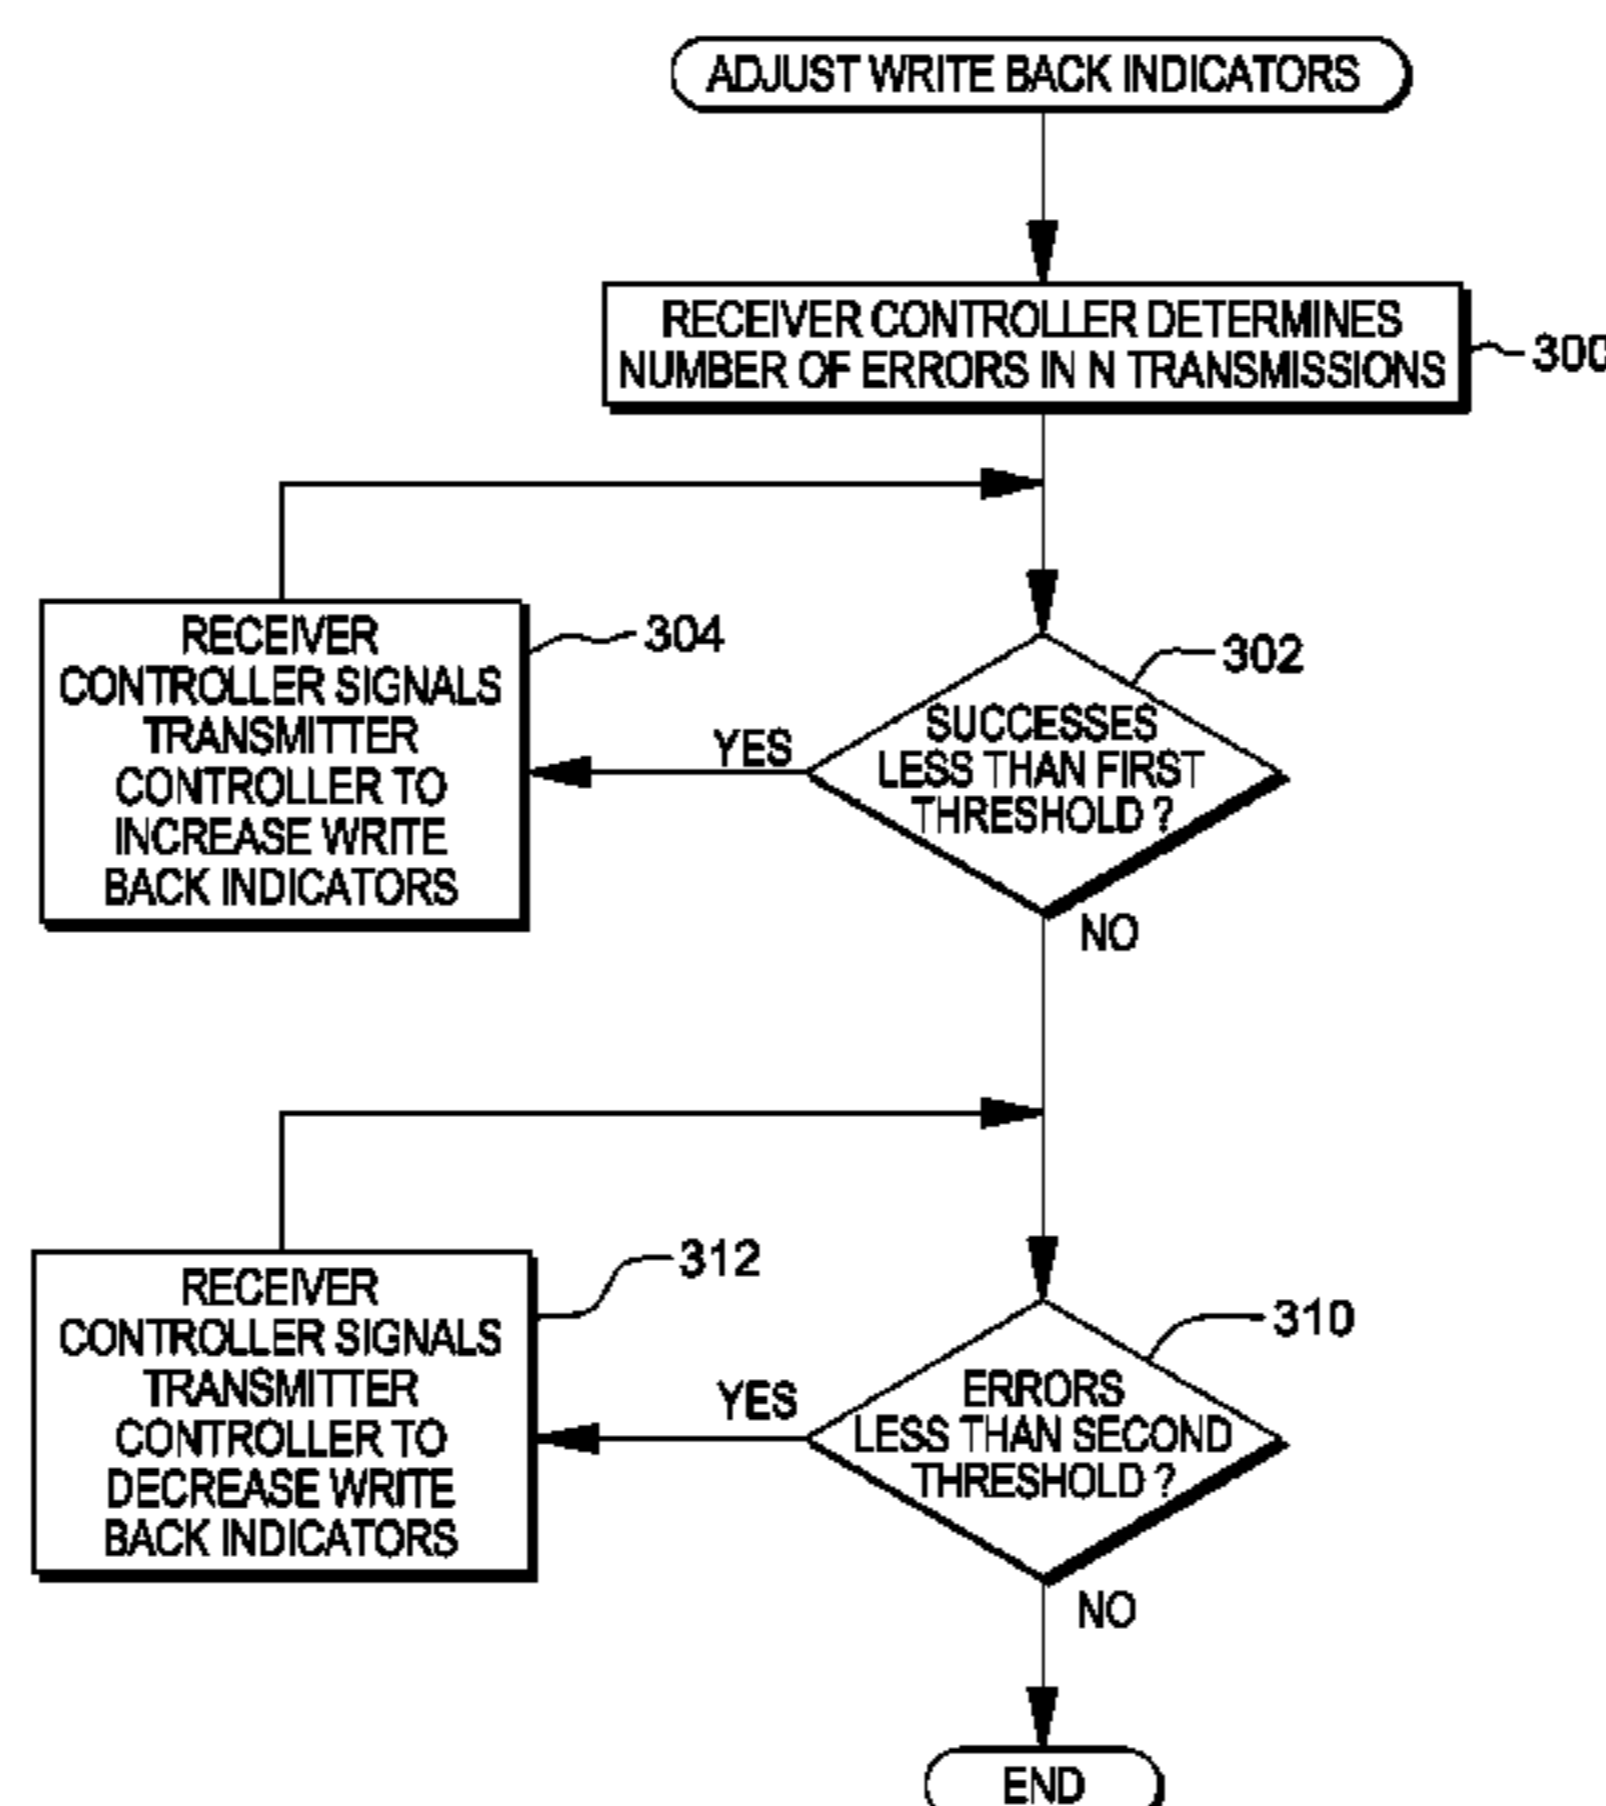 ADJUST WRITE BACK INDICATORS
RECEIVER CONTROLLER DETERMINES
NUMBER OF ERRORS IN N TRANSMISSIONS
300
RECEIVER
CONTROLLER SIGNALS
TRANSMITTER
CONTROLLER TO
INCREASE WRITE
BACK INDICATORS
304
302
SUCCESSES
LESS THAN FIRST
THRESHOLD ?
YES
NO
RECEIVER
CONTROLLER SIGNALS
TRANSMITTER
CONTROLLER TO
DECREASE WRITE
BACK INDICATORS
312
310
ERRORS
LESS THAN SECOND
THRESHOLD ?
YES
NO
END